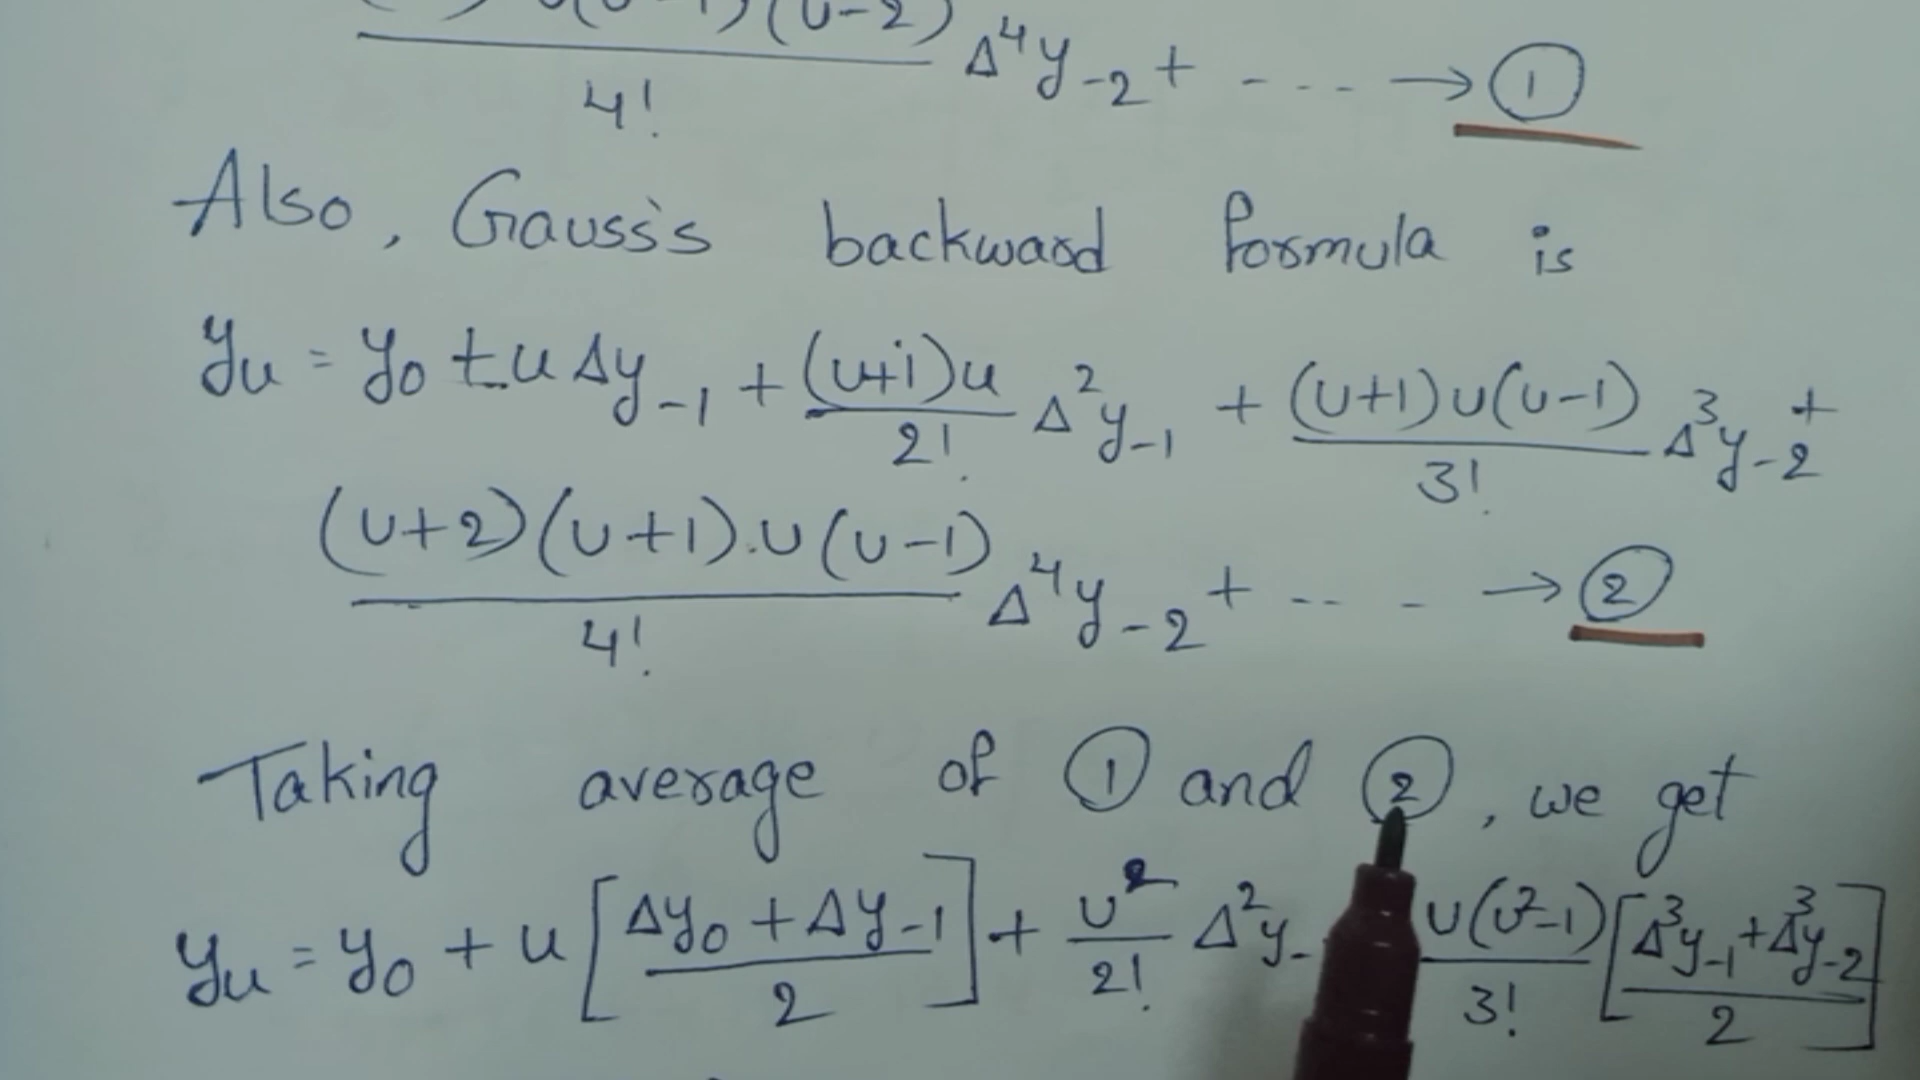 (u-1)(u-2)/4! Δ⁴y₋₂ + - ... → ①
Also, Gauss's backward formula is
yᵤ = y₀ + u Δy₋₁ + (u+1)u/2! Δ²y₋₁ + (u+1)u(u-1)/3! Δ³y₋₂ +
(u+2)(u+1).u(u-1)/4! Δ⁴y₋₂ + -- - → ②
Taking average of ① and ②, we get
yᵤ = y₀ + u [Δy₀ + Δy₋₁/2] + u²/2! Δ²y₋ u(u²-1)/3! [Δ³y₋₁ + Δ³y₋₂/2]